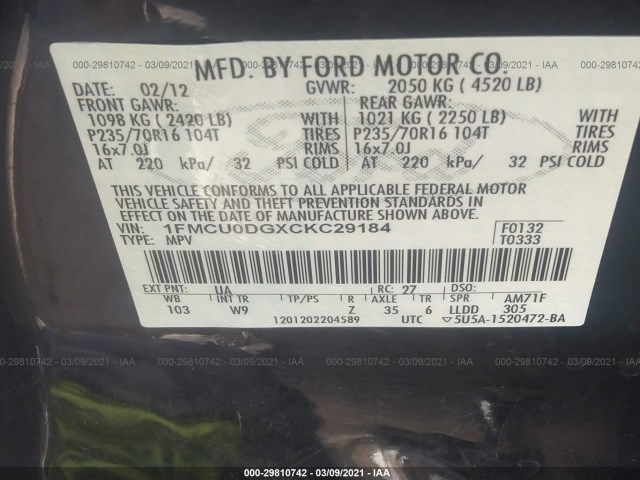 000-29810742 - 03/09/2021 - IAA
MFD. BY FORD MOTOR CO.
DATE: 02/12 GVWR: 2050 KG ( 4520 LB)
FRONT GAWR: REAR GAWR:
1098 KG ( 2420 LB) WITH 1021 KG ( 2250 LB) WITH
P235/70R16 104T TIRES P235/70R16 104T TIRES
16x7.0J RIMS 16x7.0J RIMS
AT 220 kPa/ 32 PSI COLD AT 220 kPa/ 32 PSI COLD
THIS VEHICLE CONFORMS TO ALL APPLICABLE FEDERAL MOTOR
VEHICLE SAFETY AND THEFT PREVENTION STANDARDS IN
EFFECT ON THE DATE OF MANUFACTURE SHOWN ABOVE.
VIN: 1FMCU0DGXCKC29184 F0132
TYPE: MPV T0333
EXT PNT: UA RC: 27 DSO:
WB INT TR TP/PS R AXLE TR SPR AM71F
103 W9 Z 35 6 LLDD 305
1201202204589 UTC ▽5U5A-1520472-BA
000-29810742 - 03/09/2021 - IAA